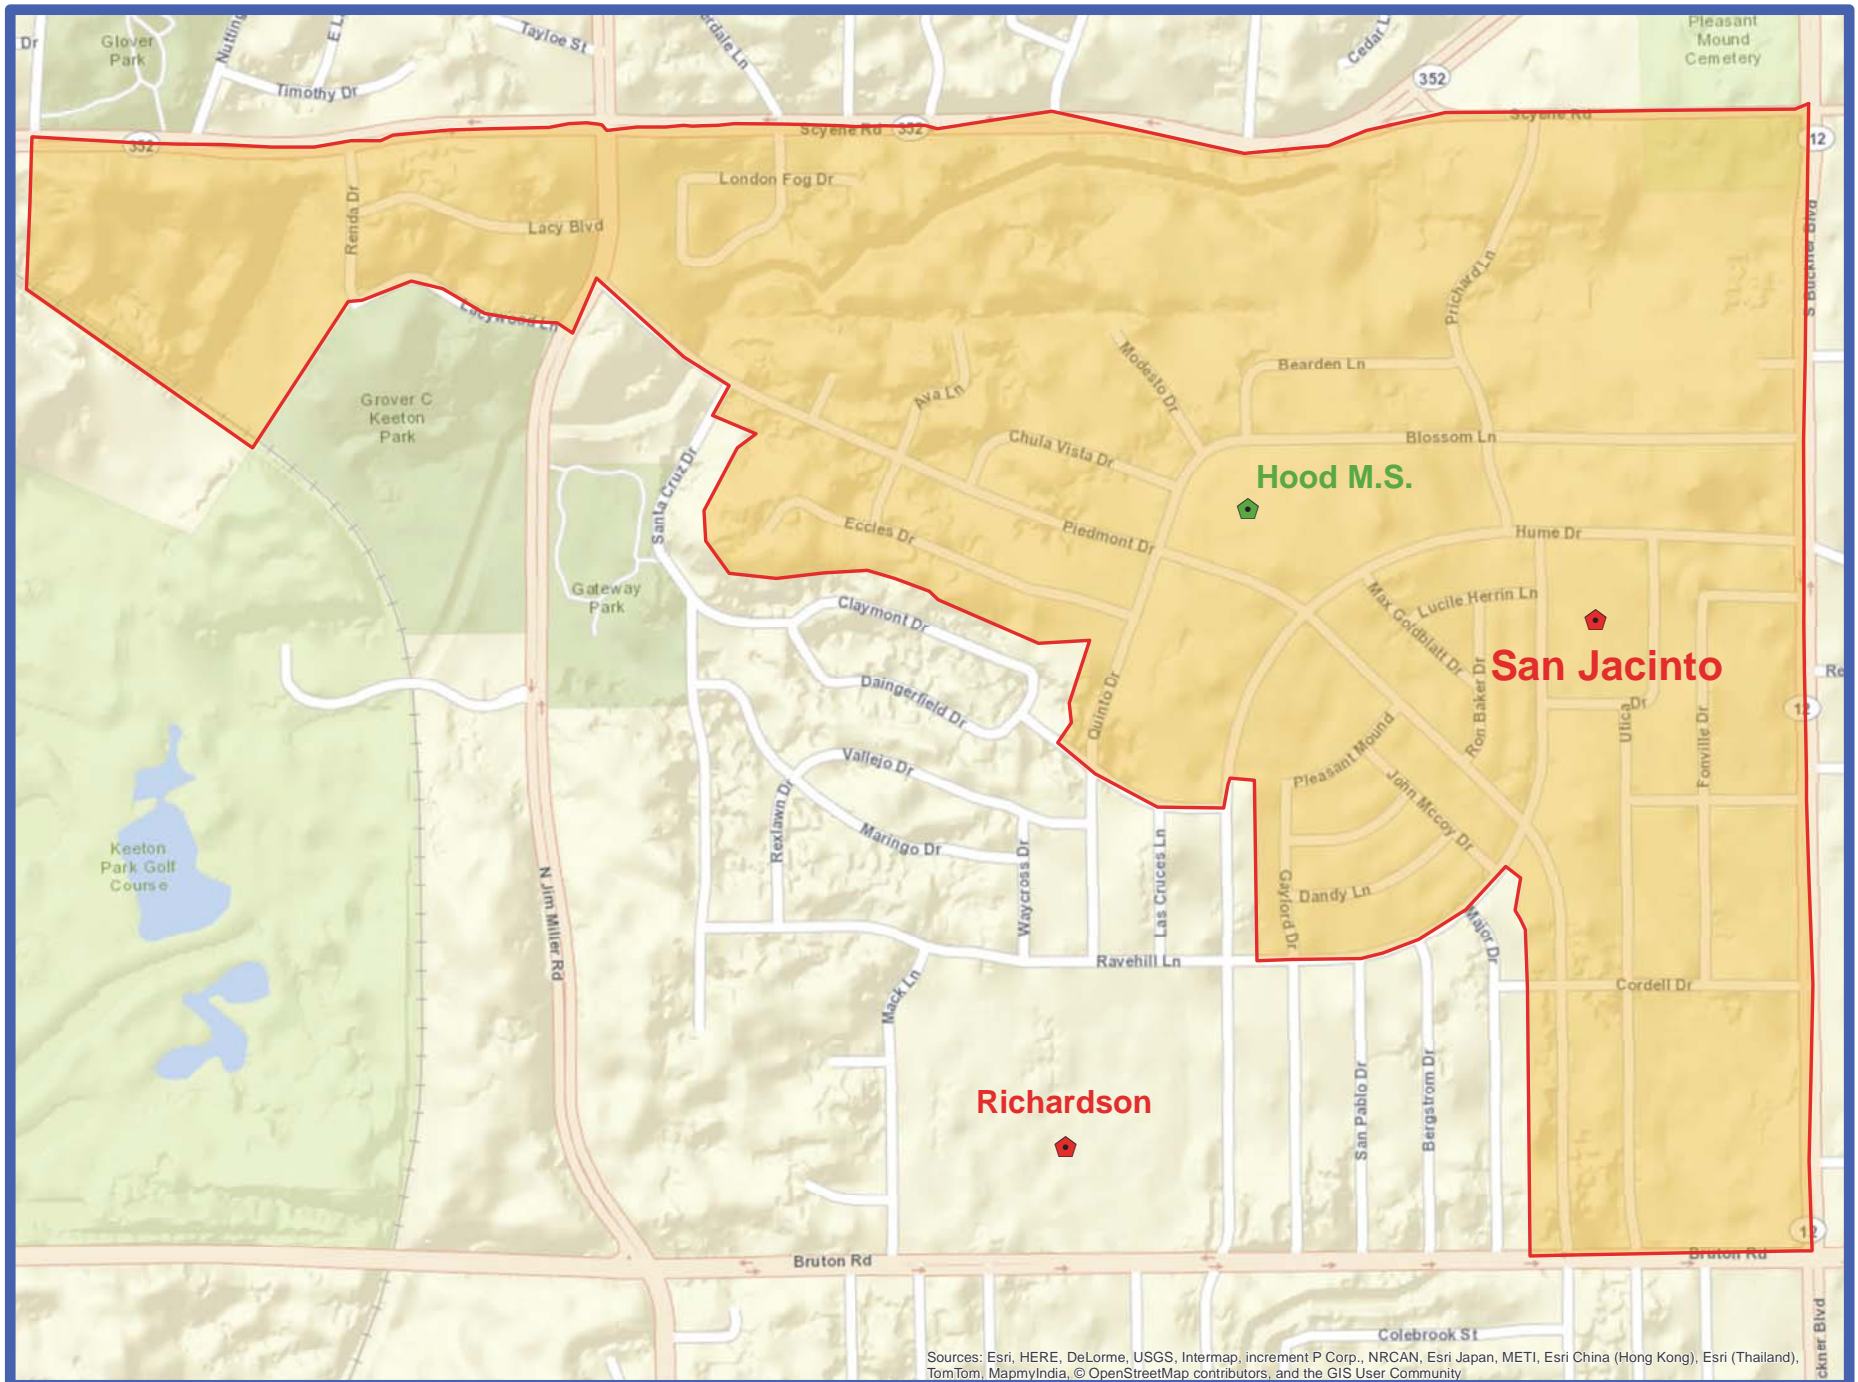 Dr
Glover
Park
Nutting
E L
Tayloe St
erdale Ln
Cedar L
Pleasant
Mound
Cemetery
Timothy Dr
352
Scyene Rd
352
352
Scyene Rd
12
London Fog Dr
Renda Dr
Lacy Blvd
S Buckner Blvd
Prichard Ln
Lacywood Ln
Modesto Dr
Bearden Ln
Ava Ln
Grover C
Keeton
Park
Chula Vista Dr
Blossom Ln
Hood M.S.
Santa Cruz Dr
Eccles Dr
Piedmont Dr
Hume Dr
Gateway
Park
Claymont Dr
Max Goldblatt Dr
Lucile Herrin Ln
San Jacinto
Re
Daingerfield Dr
Quinto Dr
Ron Baker Dr
Utica Dr
Fonville Dr
12
Pleasant Mound
Vallejo Dr
John Mccoy Dr
Rexlawn Dr
Maringo Dr
Waycross Dr
Las Cruces Ln
Keeton
Park Golf
Course
N Jim Miller Rd
Gaylord Dr
Dandy Ln
Major Dr
Ravehill Ln
Mack Ln
Cordell Dr
Richardson
San Pablo Dr
Bergstrom Dr
12
Bruton Rd
Bruton Rd
ckner Blvd
Colebrook St
Sources: Esri, HERE, DeLorme, USGS, Intermap, increment P Corp., NRCAN, Esri Japan, METI, Esri China (Hong Kong), Esri (Thailand),
TomTom, MapmyIndia, © OpenStreetMap contributors, and the GIS User Community